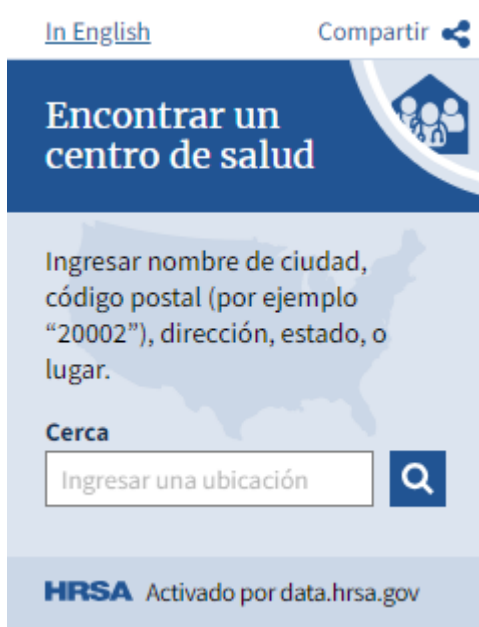 In English
Compartir
Encontrar un
centro de salud
Ingresar nombre de ciudad,
código postal (por ejemplo
“20002”), dirección, estado, o
lugar.
Cerca
Ingresar una ubicación
HRSA Activado por data.hrsa.gov